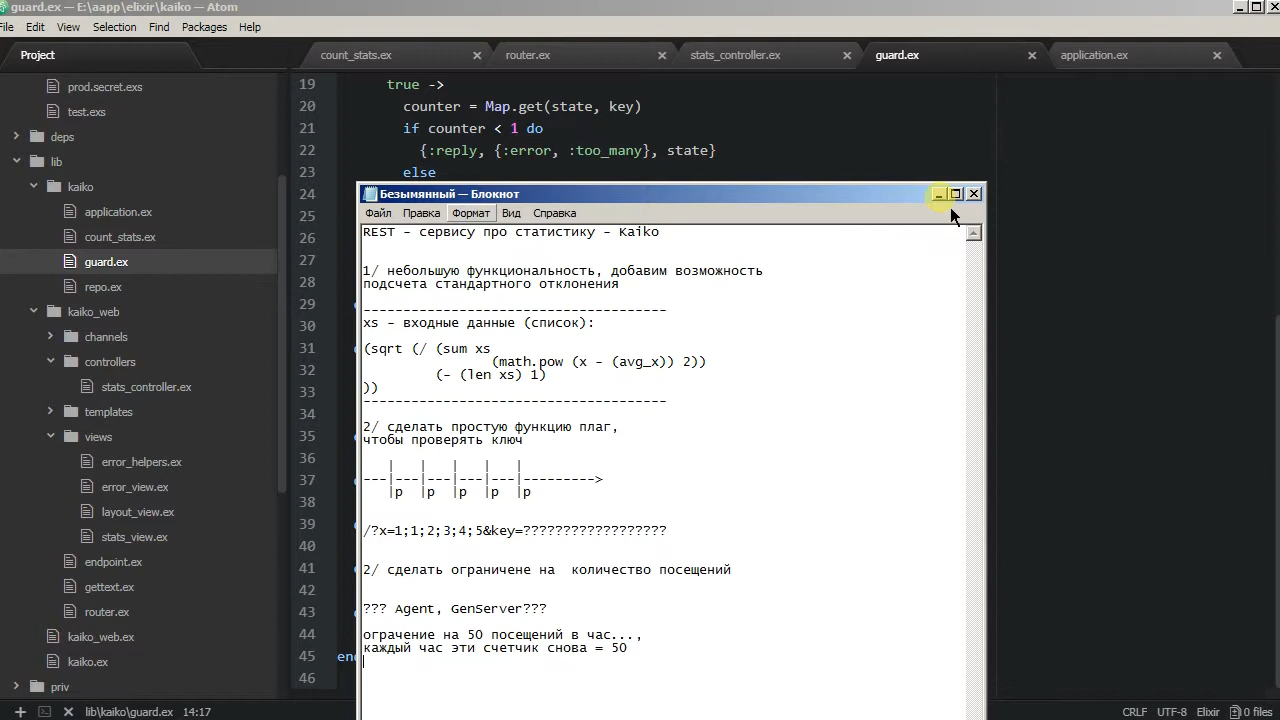 guard.ex — E:\aapp\elixir\kaiko — Atom
File Edit View Selection Find Packages Help
Project
count_stats.ex
router.ex
stats_controller.ex
guard.ex
application.ex
prod.secret.exs
test.exs
deps
lib
kaiko
application.ex
count_stats.ex
guard.ex
repo.ex
kaiko_web
channels
controllers
stats_controller.ex
templates
views
error_helpers.ex
error_view.ex
layout_view.ex
stats_view.ex
endpoint.ex
gettext.ex
router.ex
kaiko_web.ex
kaiko.ex
priv
19 true ->
20 counter = Map.get(state, key)
21 if counter < 1 do
22 {:reply, {:error, :too_many}, state}
23 else
24
25
26
27
28
29
30
31
32
33
34
35
36
37
38
39
40
41
42
43
44
45 end
46
Безымянный — Блокнот
Файл Правка Формат Вид Справка
REST - сервису про статистику - Kaiko
1/ небольшую функциональность, добавим возможность
подсчета стандартного отклонения
--------------------------------------
xs - входные данные (список):
(sqrt (/ (sum xs
(math.pow (x - (avg_x)) 2))
(- (len xs) 1)
))
--------------------------------------
2/ сделать простую функцию плаг,
чтобы проверять ключ
| | | | |
---|---|---|---|---|--------->
|p |p |p |p |p
/?x=1;1;2;3;4;5&key=??????????????????
2/ сделать ограничене на количество посещений
??? Agent, GenServer???
ограчение на 50 посещений в час...,
каждый час эти счетчик снова = 50
lib\kaiko\guard.ex 14:17
CRLF UTF-8 Elixir 0 files